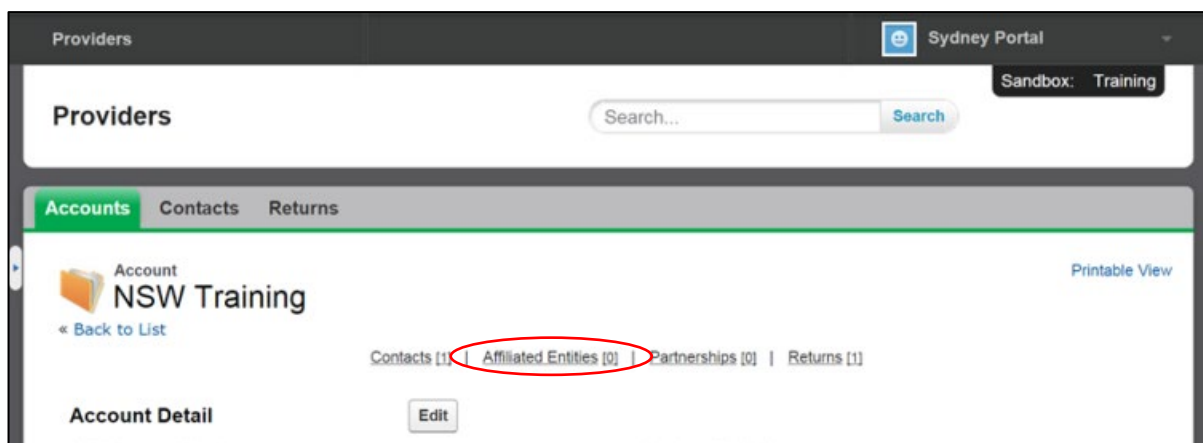 Providers Sydney Portal
Sandbox: Training
Providers Search... Search
Accounts Contacts Returns
Account
NSW Training
Printable View
« Back to List
Contacts [1] | Affiliated Entities [0] | Partnerships [0] | Returns [1]
Account Detail Edit